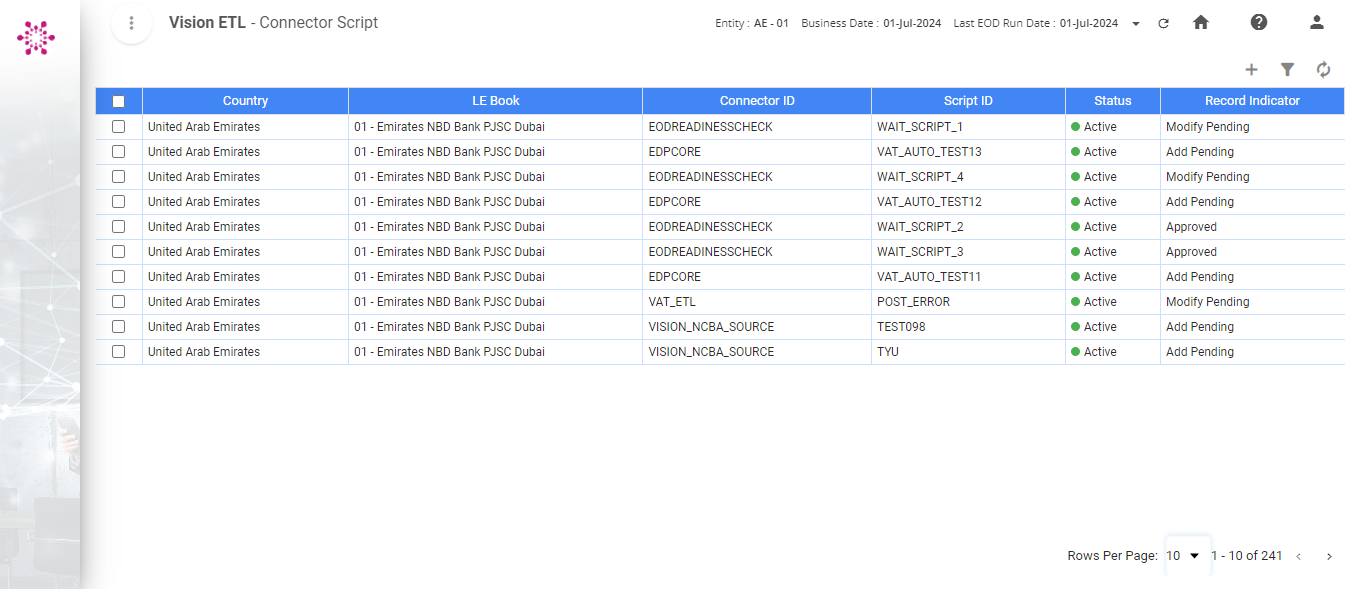 Vision ETL - Connector Script
Entity : AE - 01 Business Date : 01-Jul-2024 Last EOD Run Date : 01-Jul-2024
Country LE Book Connector ID Script ID Status Record Indicator
United Arab Emirates 01 - Emirates NBD Bank PJSC Dubai EODREADINESSCHECK WAIT_SCRIPT_1 Active Modify Pending
United Arab Emirates 01 - Emirates NBD Bank PJSC Dubai EDPCORE VAT_AUTO_TEST13 Active Add Pending
United Arab Emirates 01 - Emirates NBD Bank PJSC Dubai EODREADINESSCHECK WAIT_SCRIPT_4 Active Modify Pending
United Arab Emirates 01 - Emirates NBD Bank PJSC Dubai EDPCORE VAT_AUTO_TEST12 Active Add Pending
United Arab Emirates 01 - Emirates NBD Bank PJSC Dubai EODREADINESSCHECK WAIT_SCRIPT_2 Active Approved
United Arab Emirates 01 - Emirates NBD Bank PJSC Dubai EODREADINESSCHECK WAIT_SCRIPT_3 Active Approved
United Arab Emirates 01 - Emirates NBD Bank PJSC Dubai EDPCORE VAT_AUTO_TEST11 Active Add Pending
United Arab Emirates 01 - Emirates NBD Bank PJSC Dubai VAT_ETL POST_ERROR Active Modify Pending
United Arab Emirates 01 - Emirates NBD Bank PJSC Dubai VISION_NCBA_SOURCE TEST098 Active Add Pending
United Arab Emirates 01 - Emirates NBD Bank PJSC Dubai VISION_NCBA_SOURCE TYU Active Add Pending
Rows Per Page: 10 1 - 10 of 241